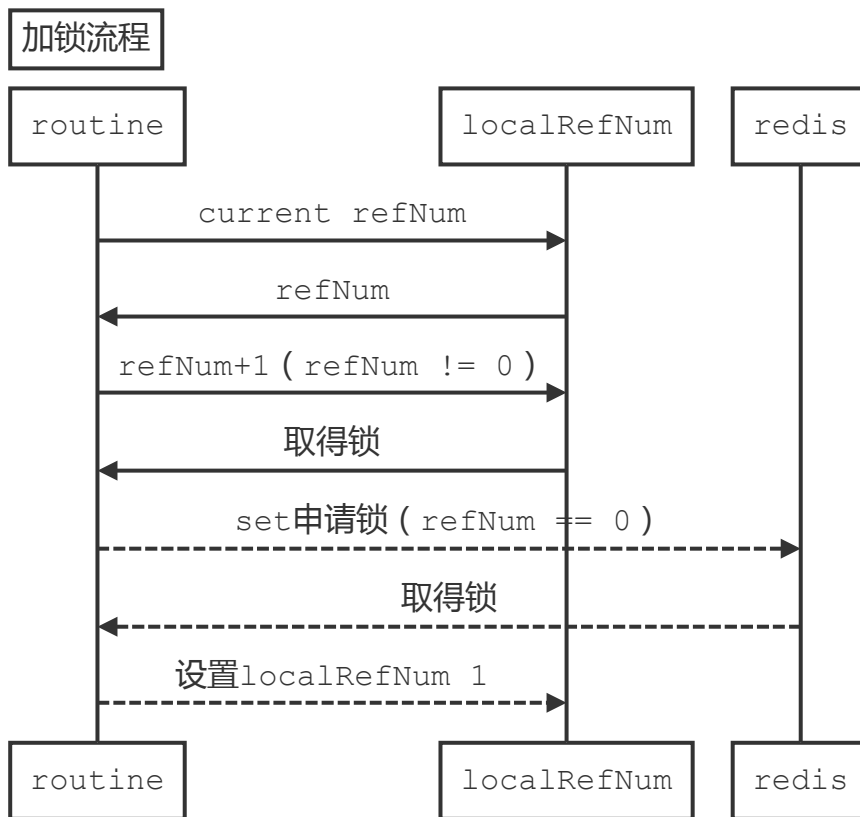 加锁流程
routine localRefNum redis
current refNum
refNum
refNum+1（refNum != 0）
取得锁
set申请锁（refNum == 0）
取得锁
设置localRefNum 1
routine localRefNum redis